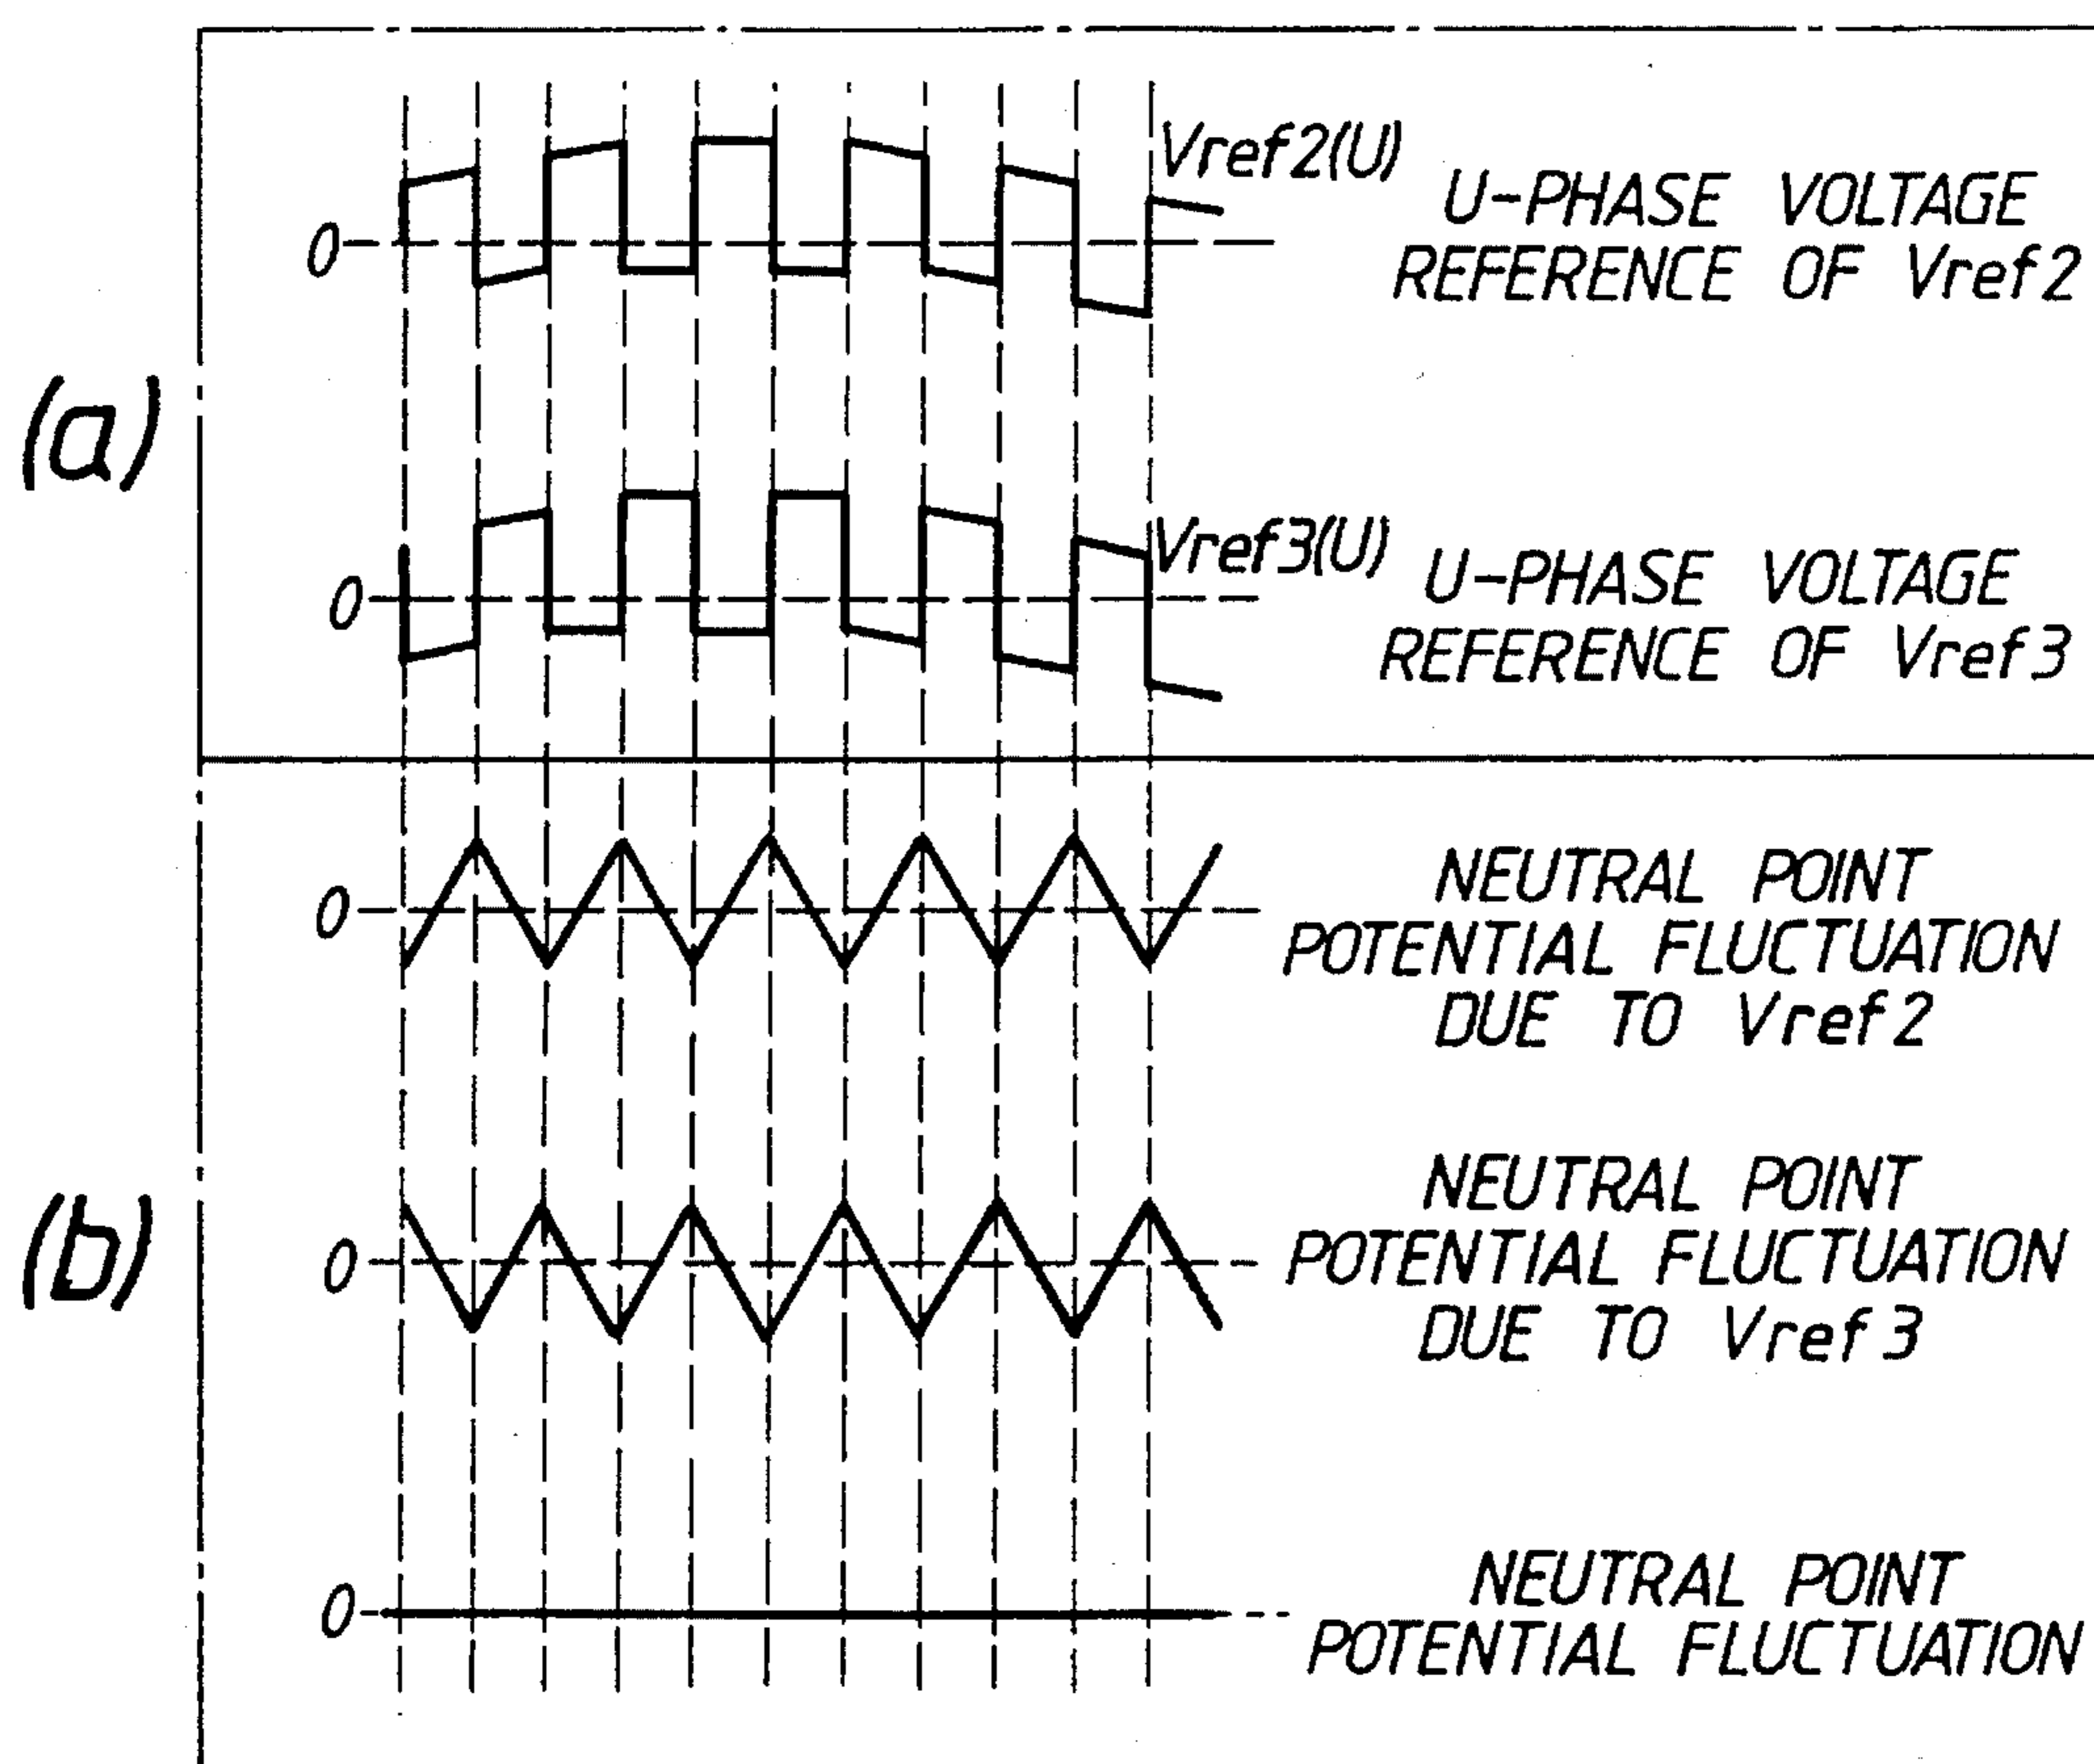 (a)
0
Vref2(U)
U-PHASE VOLTAGE
REFERENCE OF Vref2
0
Vref3(U)
U-PHASE VOLTAGE
REFERENCE OF Vref3
(b)
0
NEUTRAL POINT
POTENTIAL FLUCTUATION
DUE TO Vref2
0
NEUTRAL POINT
POTENTIAL FLUCTUATION
DUE TO Vref3
0
NEUTRAL POINT
POTENTIAL FLUCTUATION